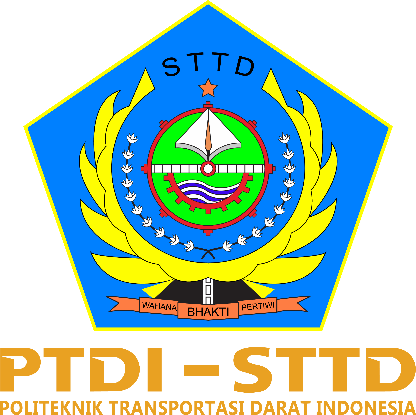 STTD
WAHANA BHAKTI PERTIWI
PTDI – STTD
POLITEKNIK TRANSPORTASI DARAT INDONESIA